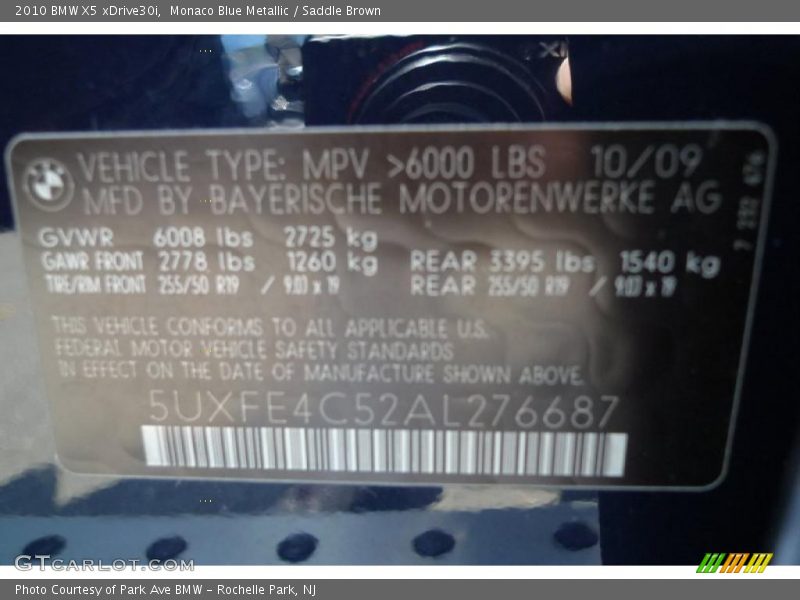 2010 BMW X5 xDrive30i, Monaco Blue Metallic / Saddle Brown
VEHICLE TYPE: MPV >6000 LBS 10/09
MFD BY BAYERISCHE MOTORENWERKE AG
GVWR 6008 lbs 2725 kg
GAWR FRONT 2778 lbs 1260 kg REAR 3395 lbs 1540 kg
TIRE/RIM FRONT 255/50 R19 / 9.0J x 19 REAR 255/50 R19 / 9.0J x 19
THIS VEHICLE CONFORMS TO ALL APPLICABLE U.S.
FEDERAL MOTOR VEHICLE SAFETY STANDARDS
IN EFFECT ON THE DATE OF MANUFACTURE SHOWN ABOVE.
5UXFE4C52AL276687
GTCARLOT.COM
Photo Courtesy of Park Ave BMW - Rochelle Park, NJ